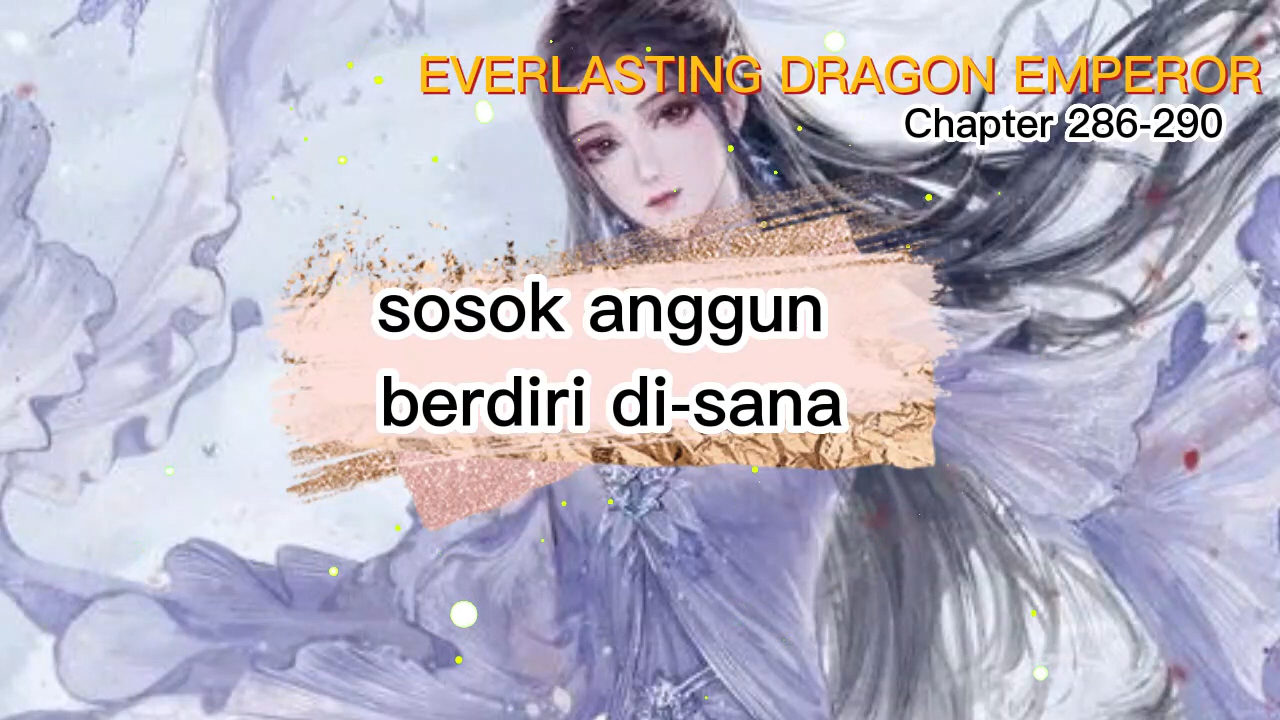 EVERLASTING DRAGON EMPEROR
Chapter 286-290
sosok anggun
berdiri di-sana